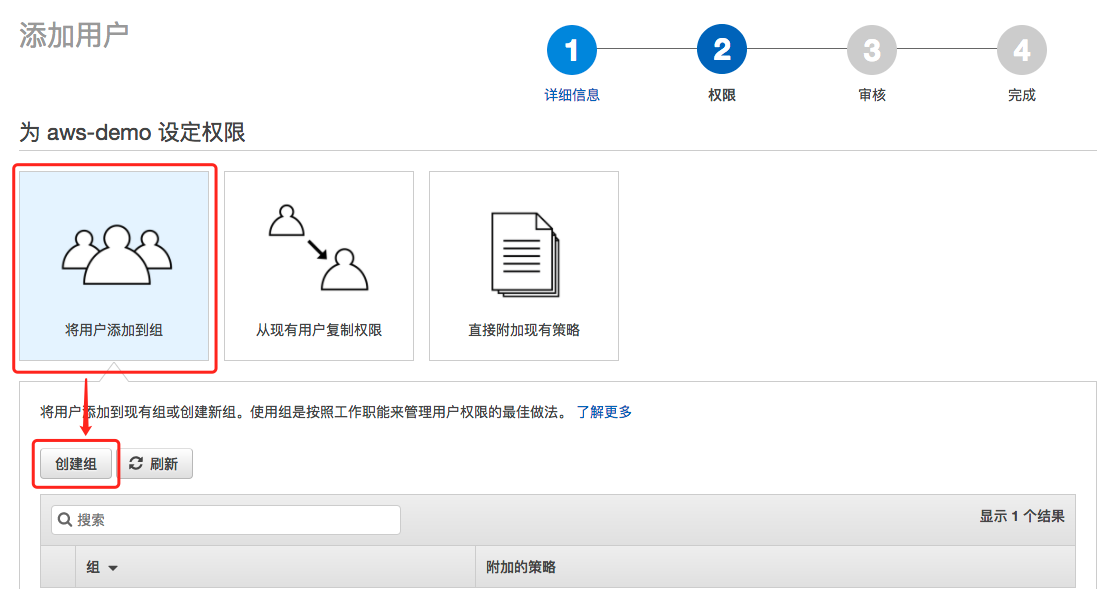 添加用户
1 2 3 4
详细信息 权限 审核 完成
为 aws-demo 设定权限
将用户添加到组 从现有用户复制权限 直接附加现有策略
将用户添加到现有组或创建新组。使用组是按照工作职能来管理用户权限的最佳做法。 了解更多
创建组 刷新
搜索 显示 1 个结果
组 附加的策略